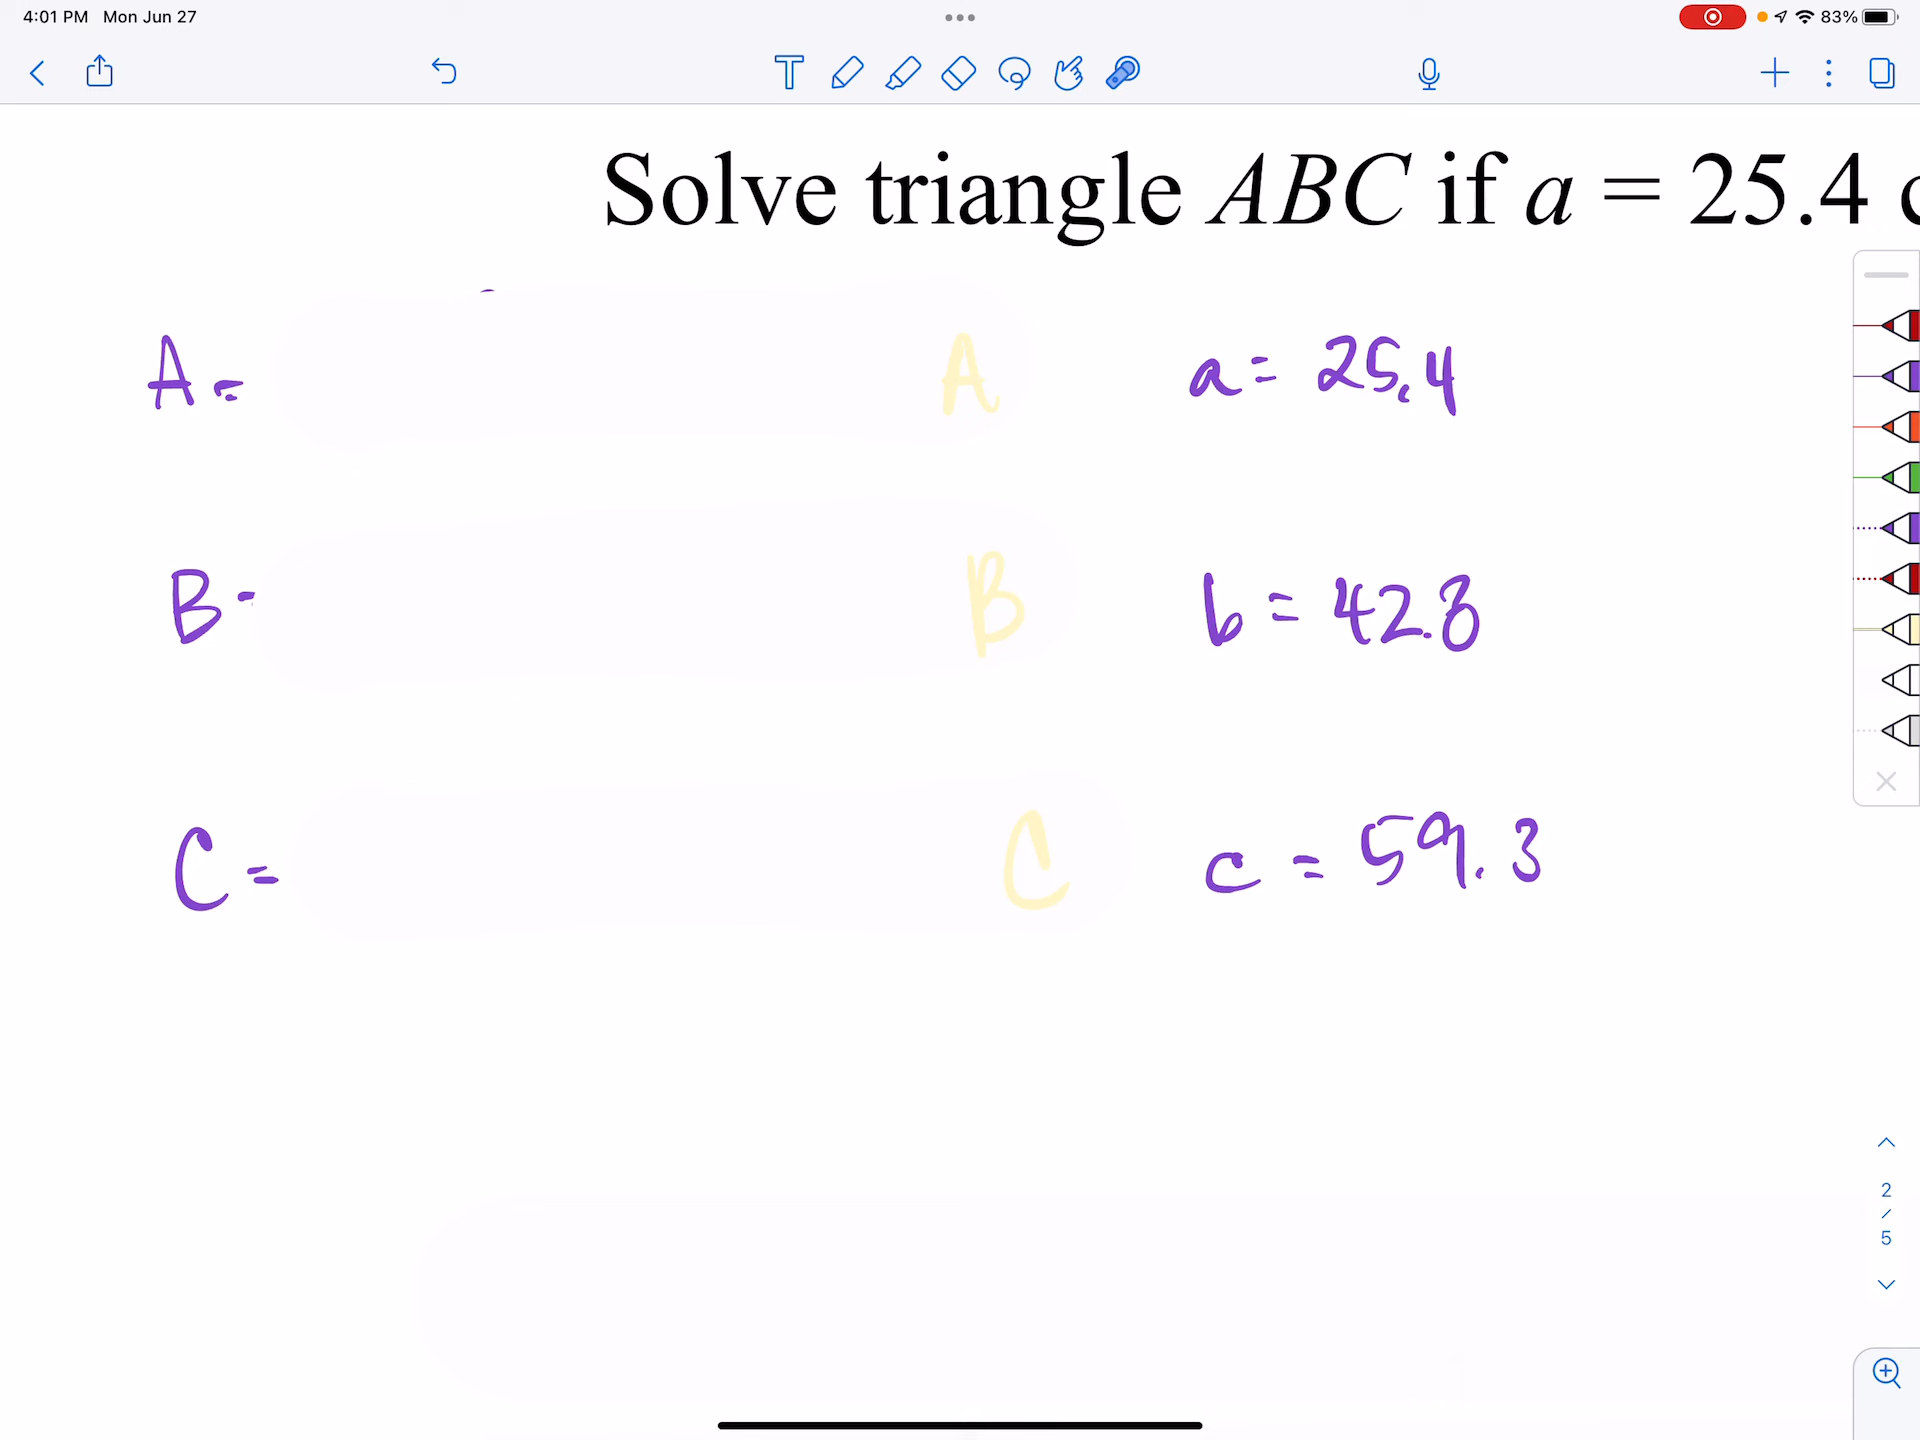 4:01 PM Mon Jun 27
83%
Solve triangle ABC if a = 25.4 c
A = A a = 25.4
B - B b = 42.8
C = C c = 59.3
2
/
5